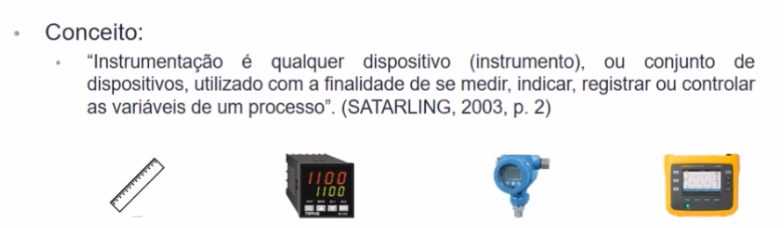 Conceito:
“Instrumentação é qualquer dispositivo (instrumento), ou conjunto de
dispositivos, utilizado com a finalidade de se medir, indicar, registrar ou controlar
as variáveis de um processo”. (SATARLING, 2003, p. 2)
1100
1100